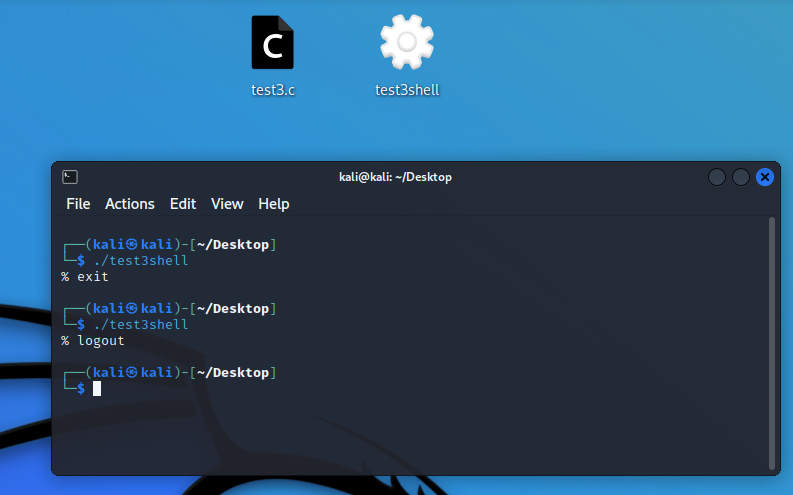 C
test3.c
test3shell
kali@kali: ~/Desktop
File Actions Edit View Help
┌──(kali㉿kali)-[~/Desktop]
└─$ ./test3shell
% exit
┌──(kali㉿kali)-[~/Desktop]
└─$ ./test3shell
% logout
┌──(kali㉿kali)-[~/Desktop]
└─$